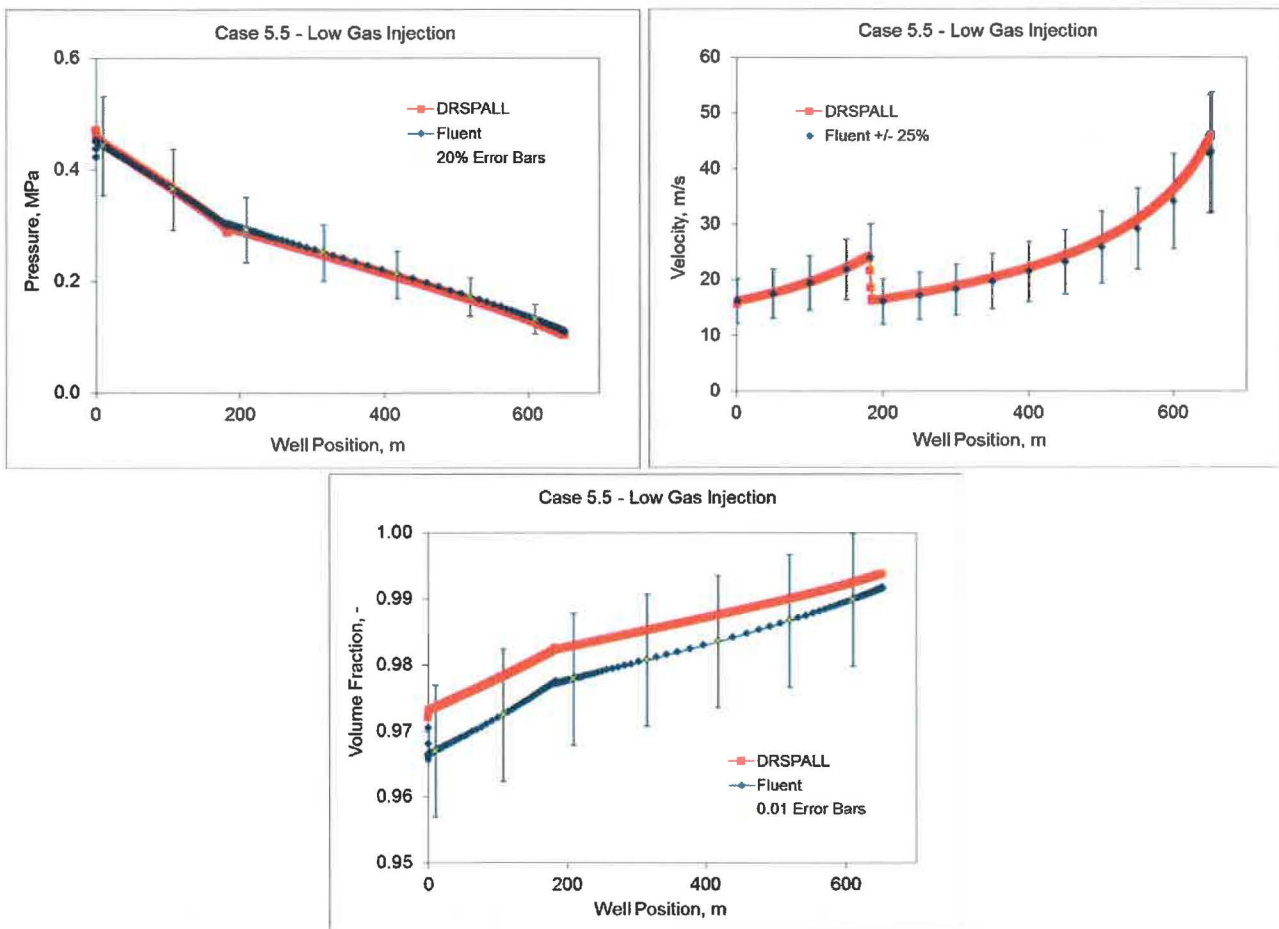 Case 5.5 - Low Gas Injection
0.6
0.4
0.2
0.0
Pressure, MPa
DRSPALL
Fluent
20% Error Bars
0 200 400 600
Well Position, m
Case 5.5 - Low Gas Injection
60
50
40
30
20
10
0
Velocity, m/s
DRSPALL
Fluent +/- 25%
0 200 400 600
Well Position, m
Case 5.5 - Low Gas Injection
1.00
0.99
0.98
0.97
0.96
0.95
Volume Fraction, -
DRSPALL
Fluent
0.01 Error Bars
0 200 400 600
Well Position, m